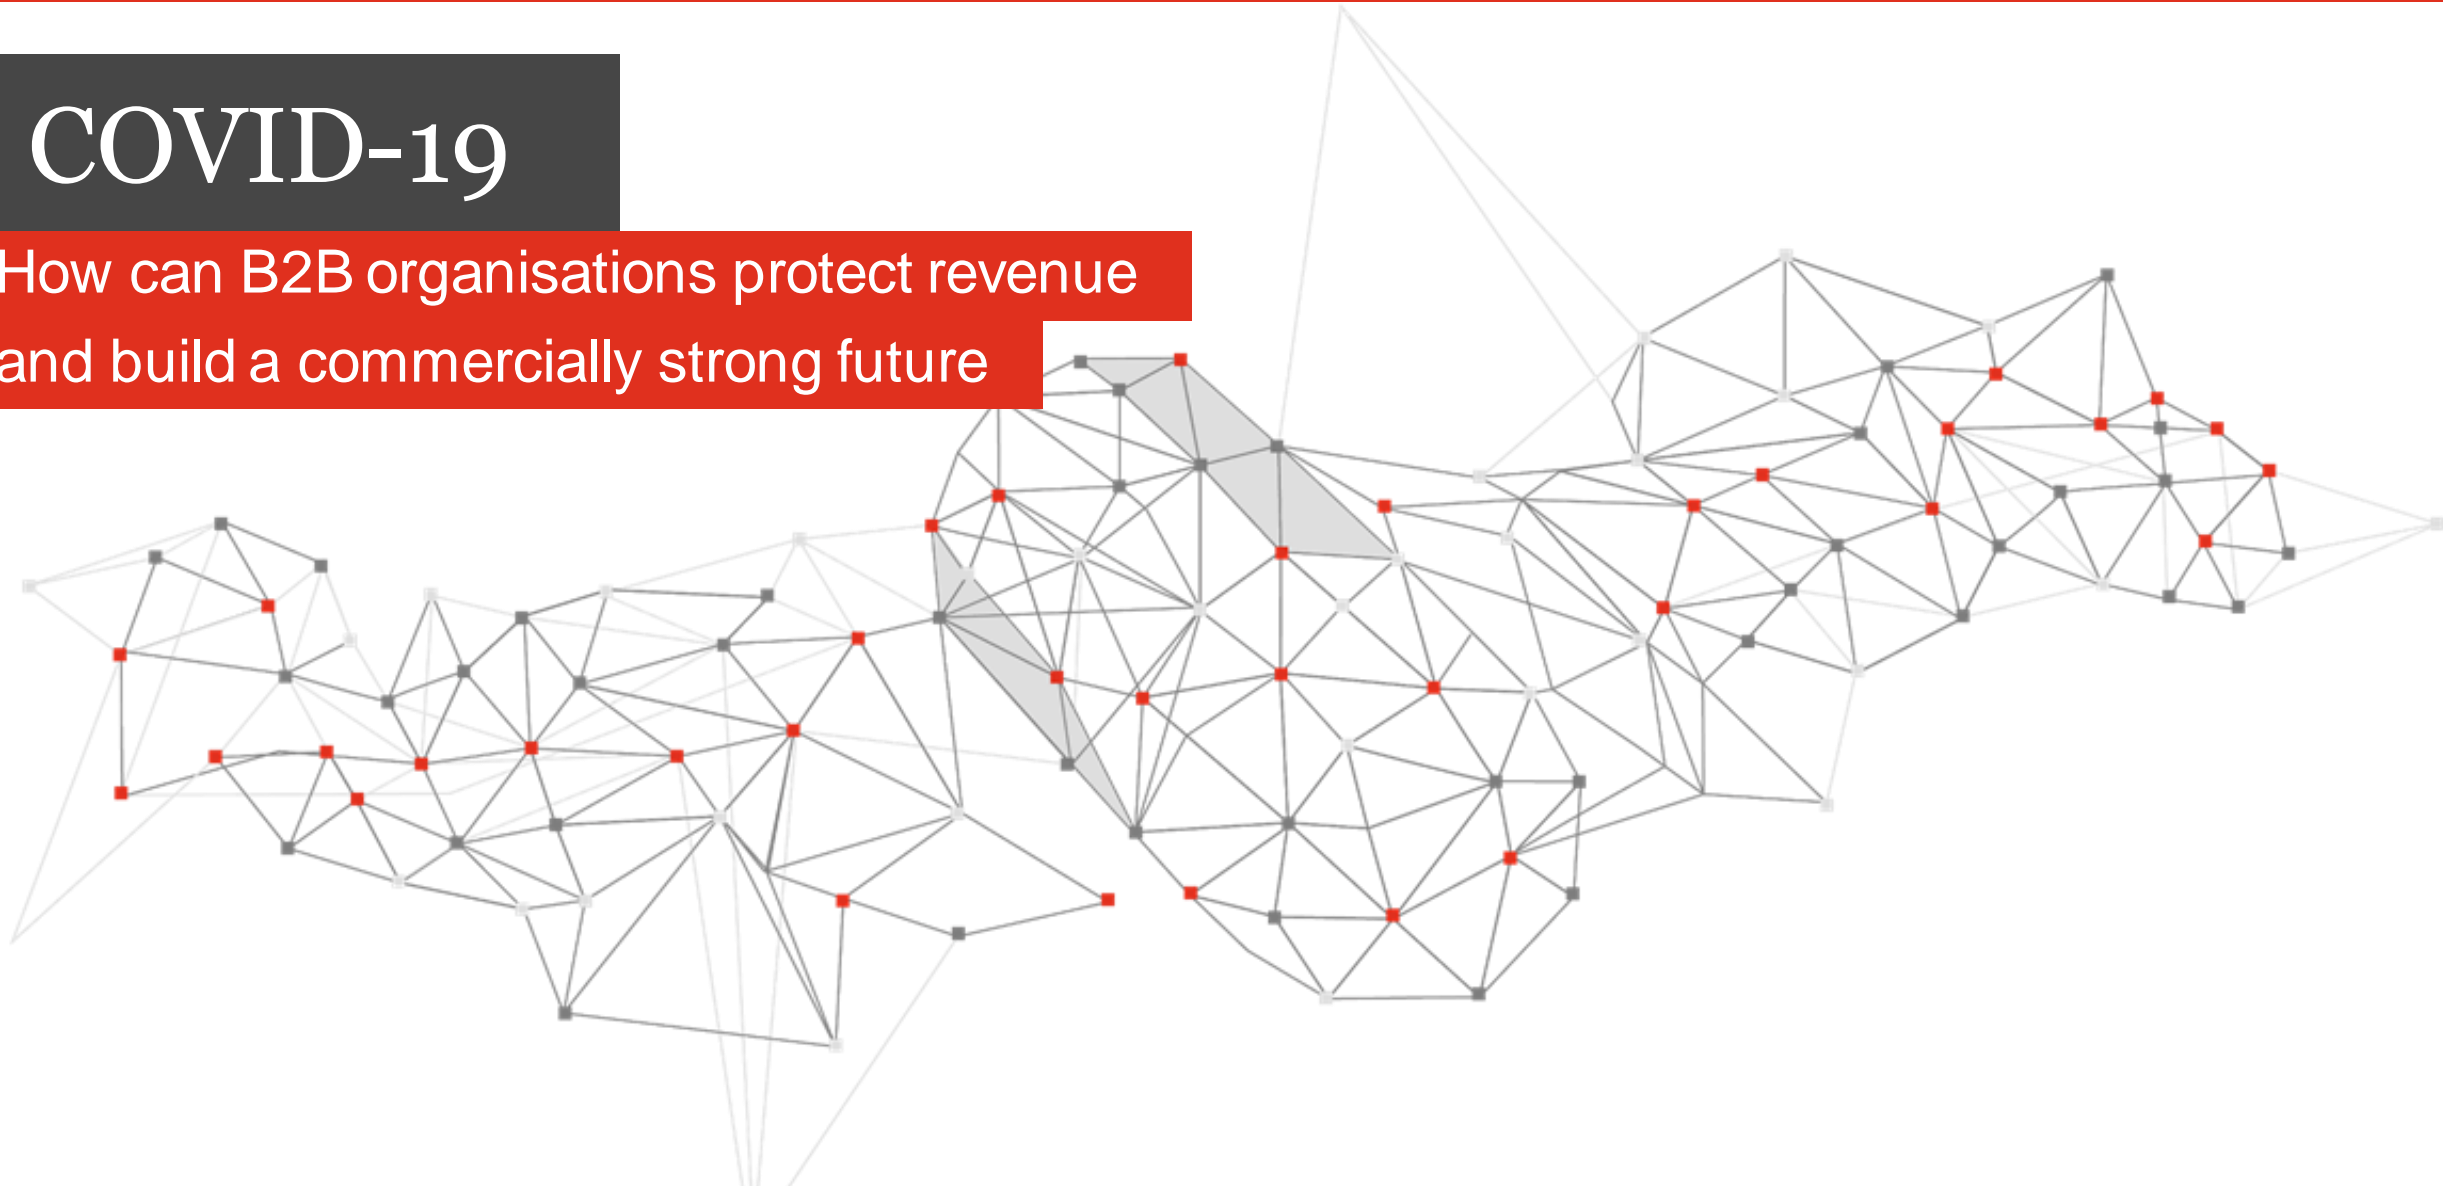 COVID-19
How can B2B organisations protect revenue
and build a commercially strong future